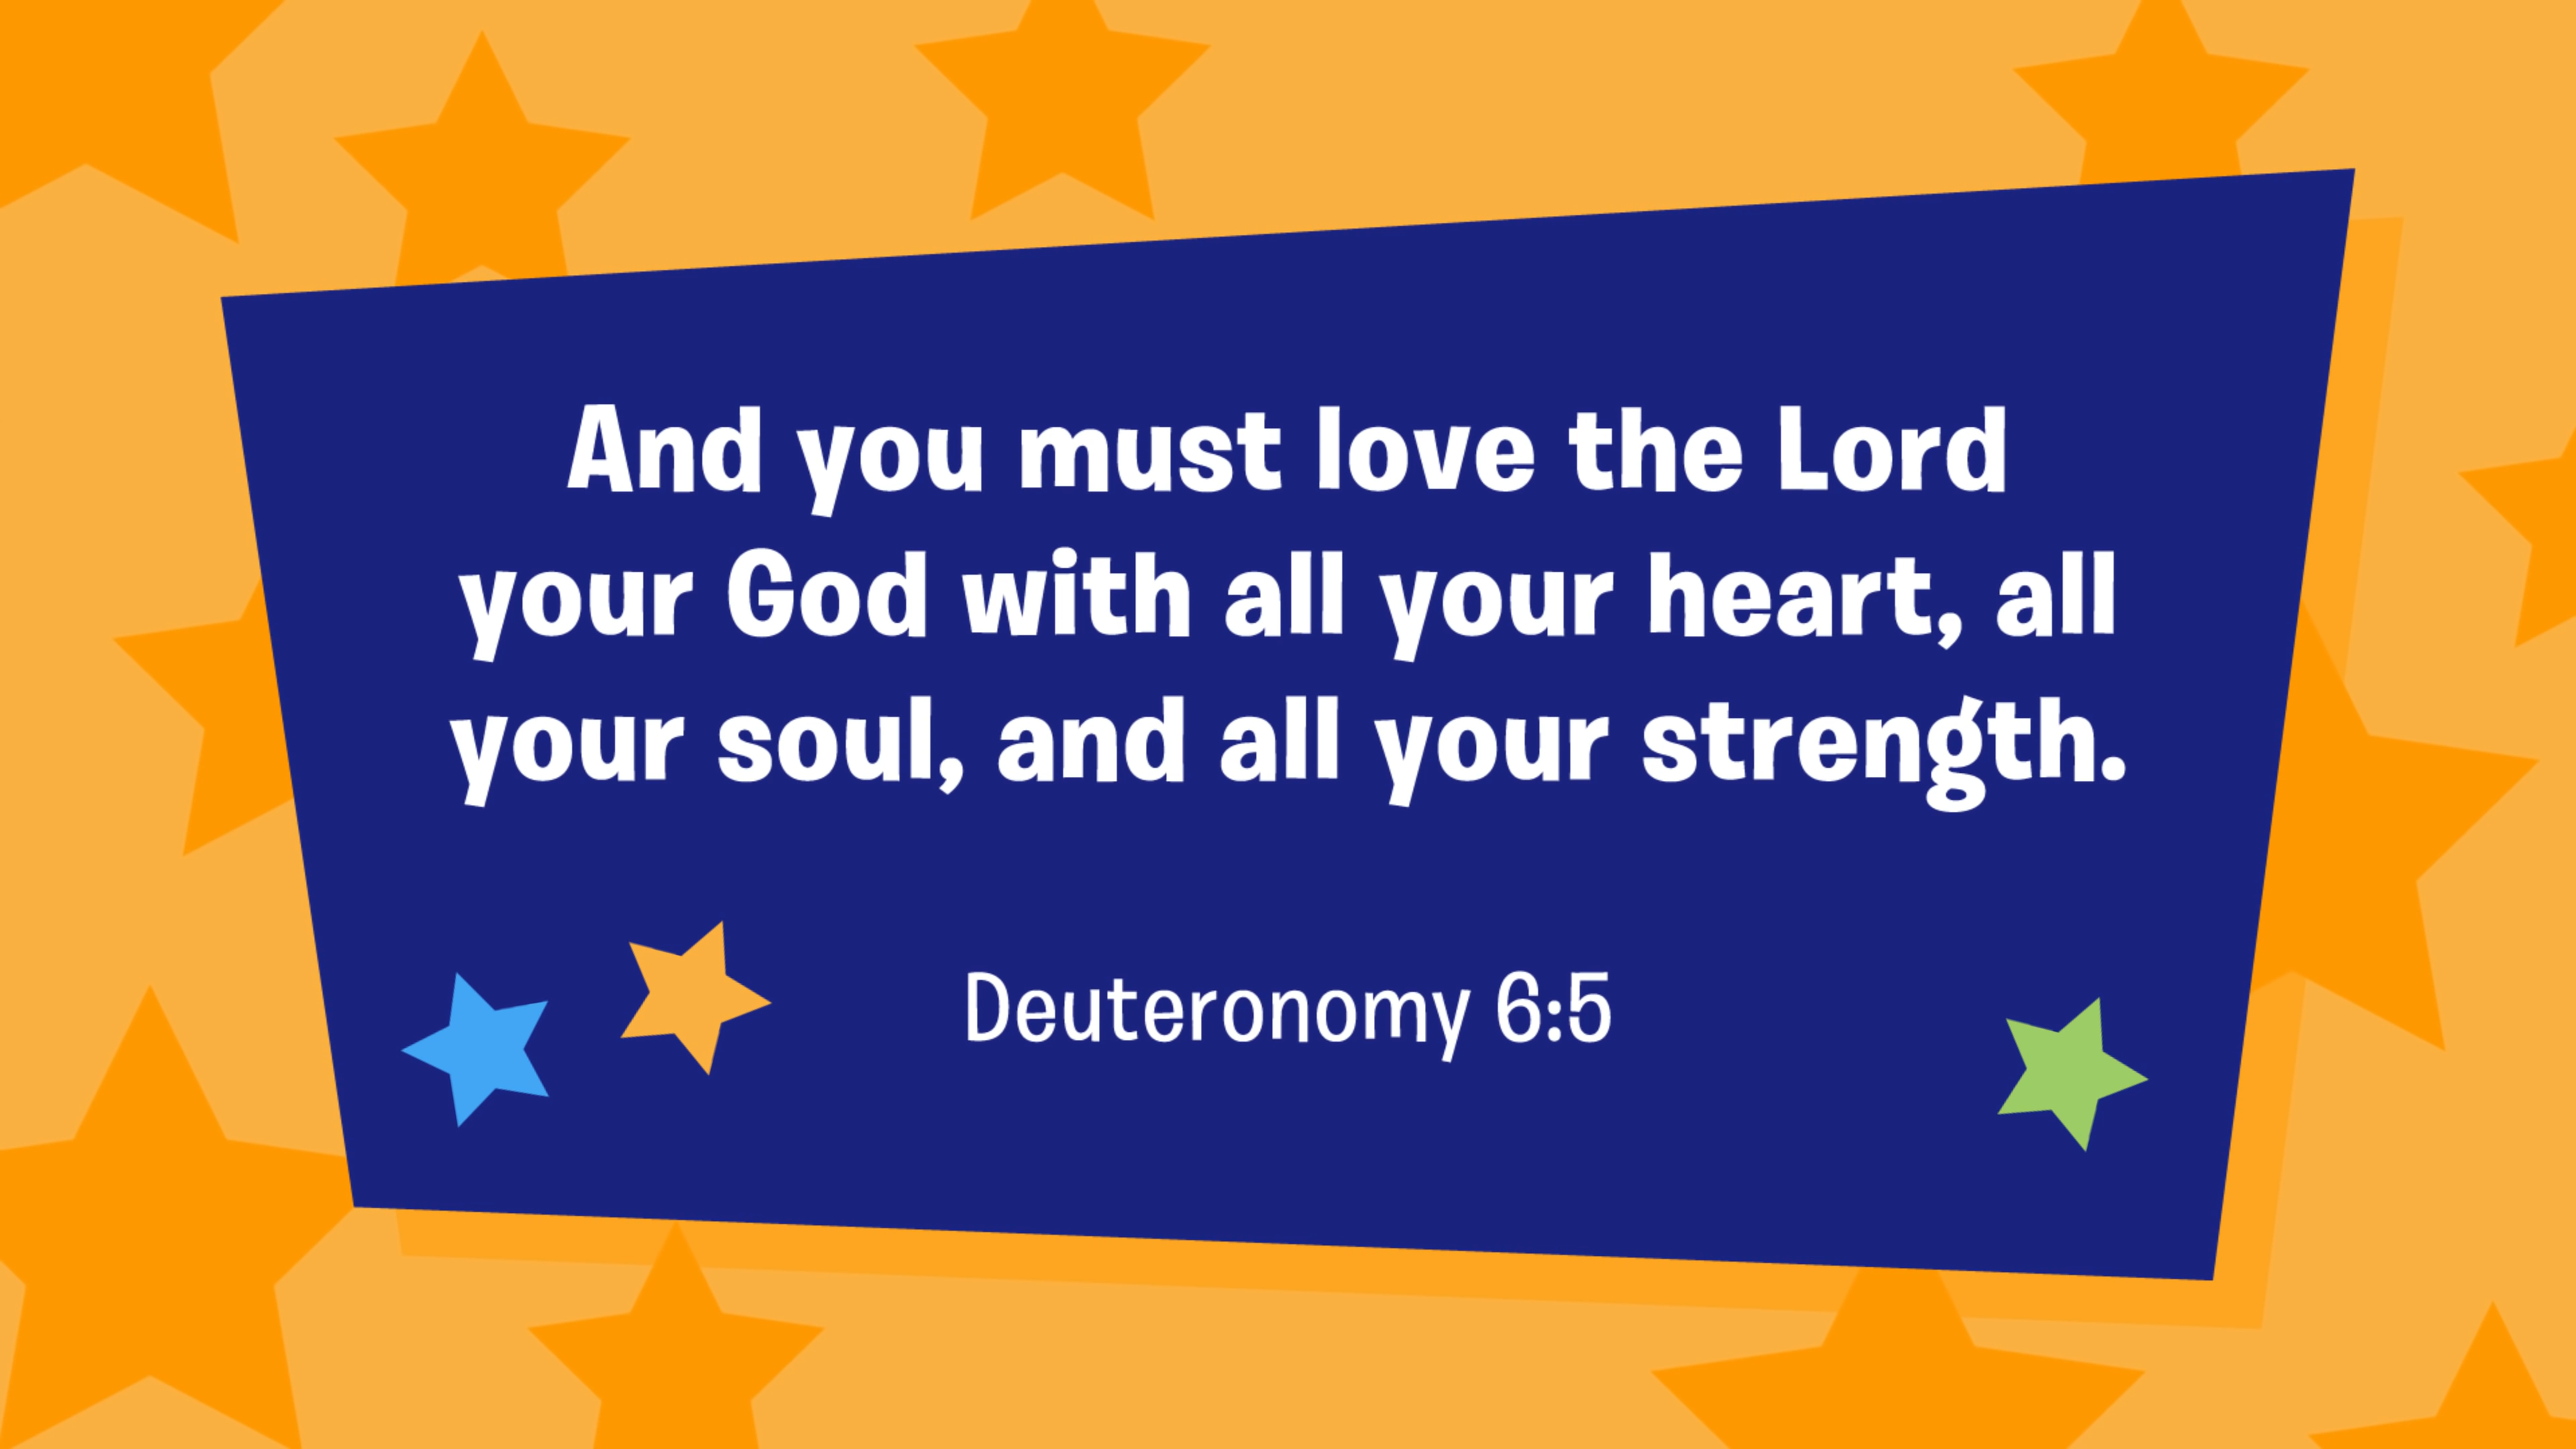 And you must love the Lord
your God with all your heart, all
your soul, and all your strength.
Deuteronomy 6:5